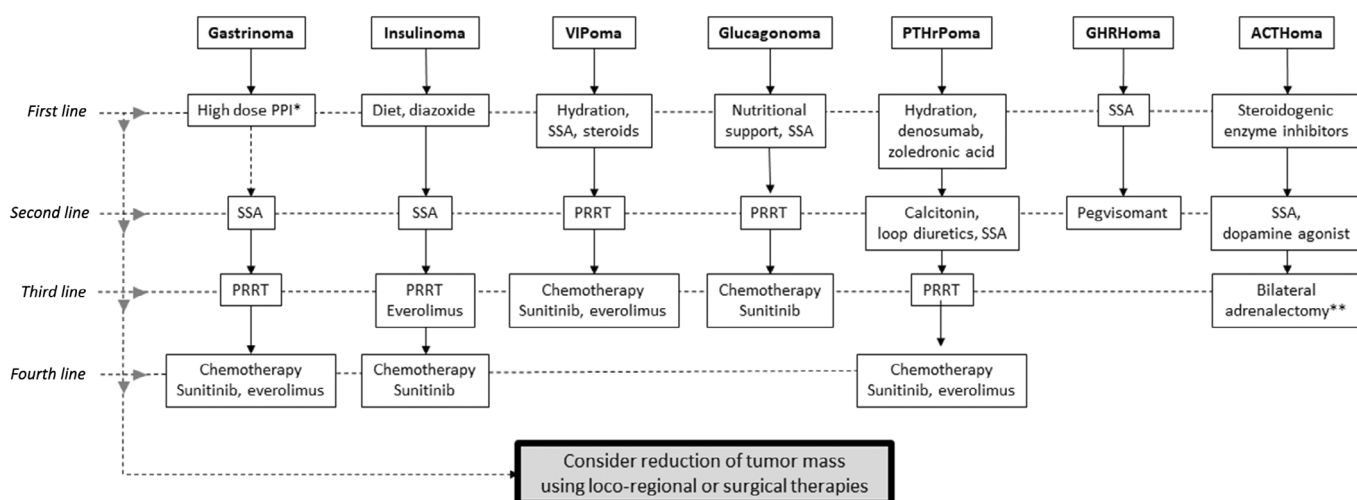 Gastrinoma
Insulinoma
VIPoma
Glucagonoma
PTHrPoma
GHRHoma
ACTHoma
First line
High dose PPI*
Diet, diazoxide
Hydration,
SSA, steroids
Nutritional
support, SSA
Hydration,
denosumab,
zoledronic acid
SSA
Steroidogenic
enzyme inhibitors
Second line
SSA
SSA
PRRT
PRRT
Calcitonin,
loop diuretics, SSA
Pegvisomant
SSA,
dopamine agonist
Third line
PRRT
PRRT
Everolimus
Chemotherapy
Sunitinib, everolimus
Chemotherapy
Sunitinib
PRRT
Bilateral
adrenalectomy**
Fourth line
Chemotherapy
Sunitinib, everolimus
Chemotherapy
Sunitinib
Chemotherapy
Sunitinib, everolimus
Consider reduction of tumor mass
using loco-regional or surgical therapies